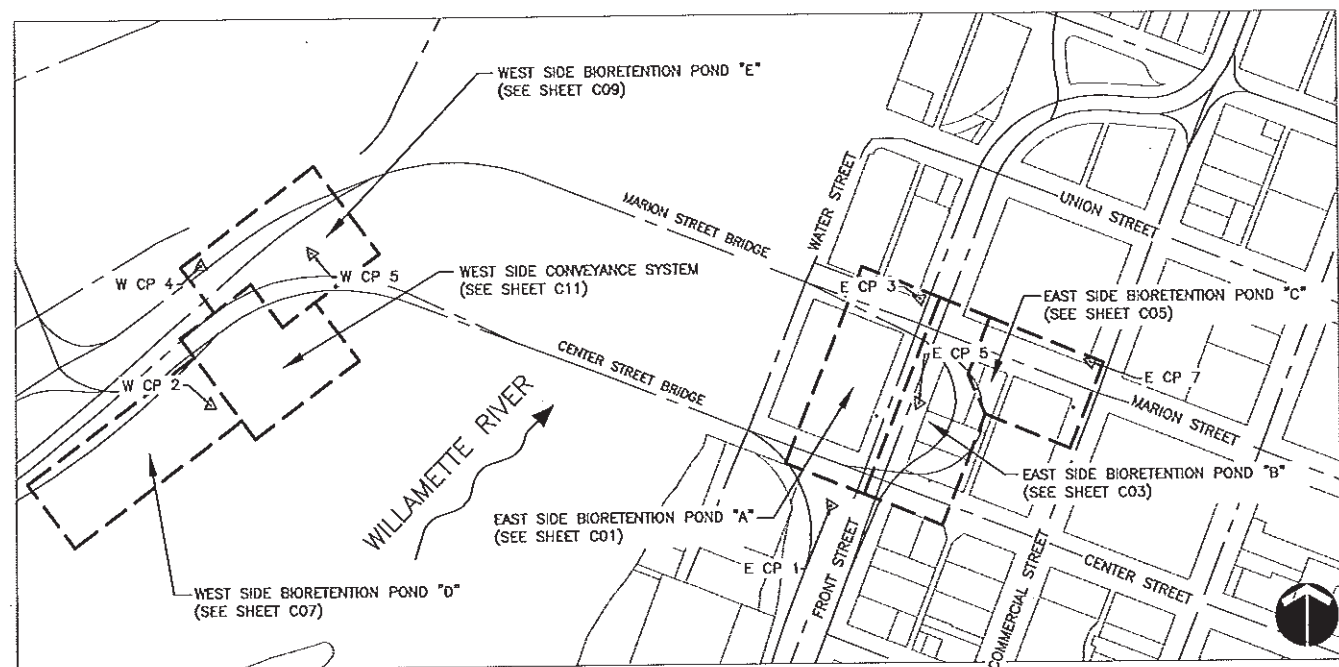 WEST SIDE BIORETENTION POND "E"
(SEE SHEET C09)
MARION STREET BRIDGE
WATER STREET
UNION STREET
W CP 4
W CP 5
WEST SIDE CONVEYANCE SYSTEM
(SEE SHEET C11)
E CP 3
EAST SIDE BIORETENTION POND "C"
(SEE SHEET C05)
E CP 5
E CP 7
W CP 2
CENTER STREET BRIDGE
MARION STREET
WILLAMETTE RIVER
EAST SIDE BIORETENTION POND "B"
(SEE SHEET C03)
EAST SIDE BIORETENTION POND "A"
(SEE SHEET C01)
E CP 1
FRONT STREET
COMMERCIAL STREET
CENTER STREET
WEST SIDE BIORETENTION POND "D"
(SEE SHEET C07)